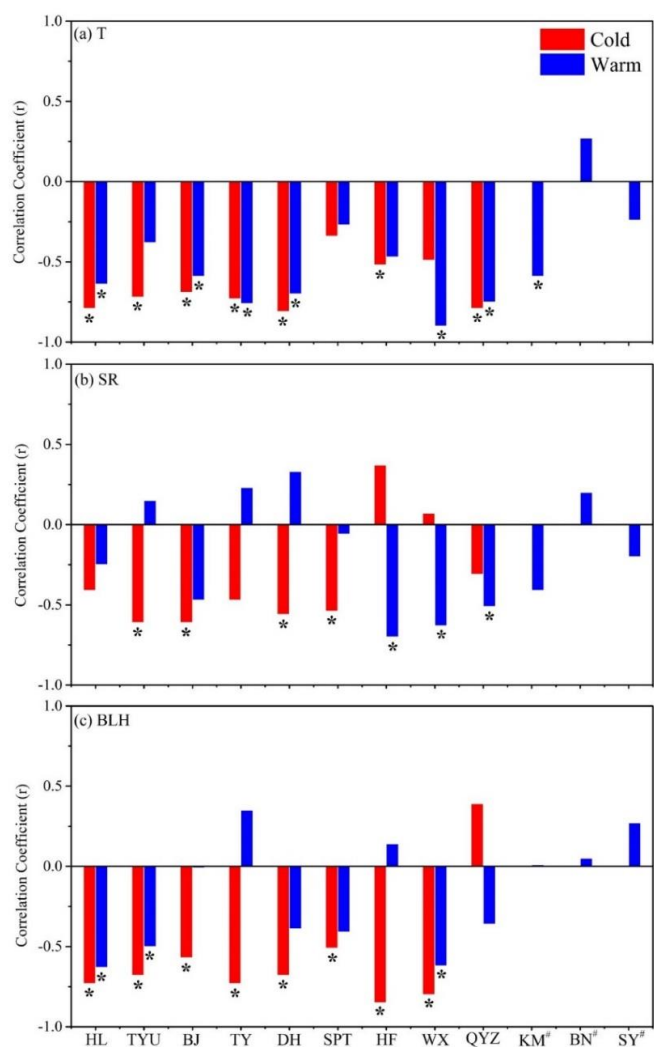 (a) T
Cold
Warm
1.0
0.5
0.0
-0.5
-1.0
Correlation Coefficient (r)
* * * * * * * * * * * * * * *
(b) SR
1.0
0.5
0.0
-0.5
-1.0
Correlation Coefficient (r)
* * * * * * *
(c) BLH
1.0
0.5
0.0
-0.5
-1.0
Correlation Coefficient (r)
* * * * * * * * * * *
HL TYU BJ TY DH SPT HF WX QYZ KM# BN# SY#